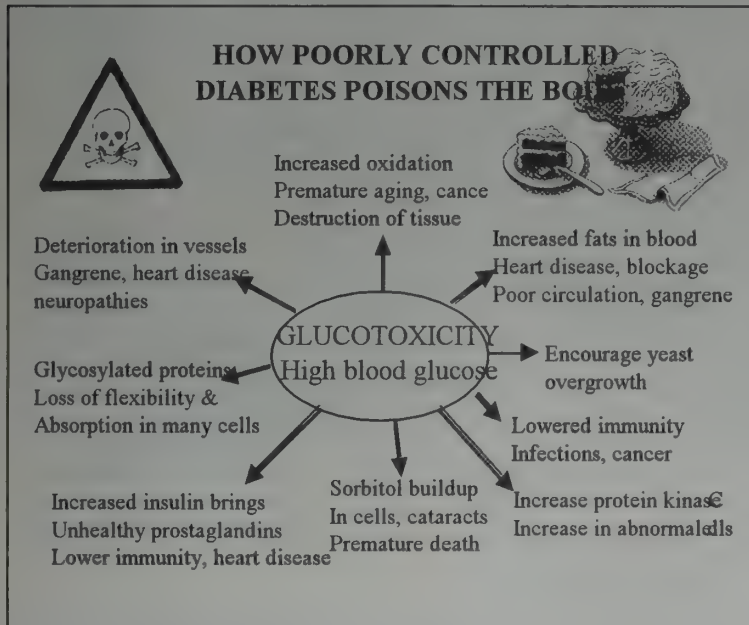 HOW POORLY CONTROLLED
DIABETES POISONS THE BOD
Increased oxidation
Premature aging, cance
Destruction of tissue
Deterioration in vessels
Gangrene, heart disease
neuropathies
Increased fats in blood
Heart disease, blockage
Poor circulation, gangrene
GLUCOTOXICITY
High blood glucose
Glycosylated proteins
Loss of flexibility &
Absorption in many cells
Encourage yeast
overgrowth
Lowered immunity
Infections, cancer
Increased insulin brings
Unhealthy prostaglandins
Lower immunity, heart disease
Sorbitol buildup
In cells, cataracts
Premature death
Increase protein kinase C
Increase in abnormal